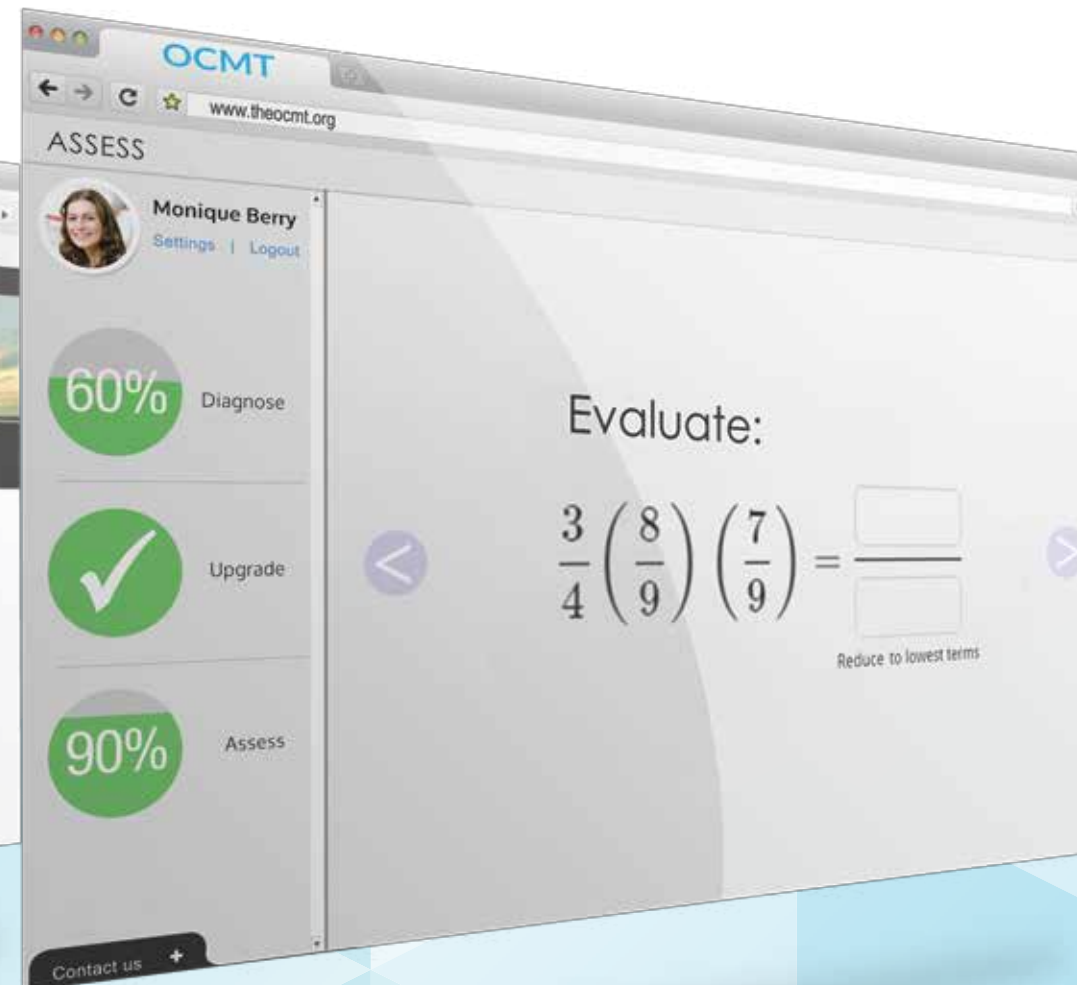 OCMT
www.theocmt.org
ASSESS
Monique Berry
Settings | Logout
60% Diagnose
Upgrade
90% Assess
Contact us +
Evaluate:
3/4 (8/9) (7/9) =
Reduce to lowest terms
< >